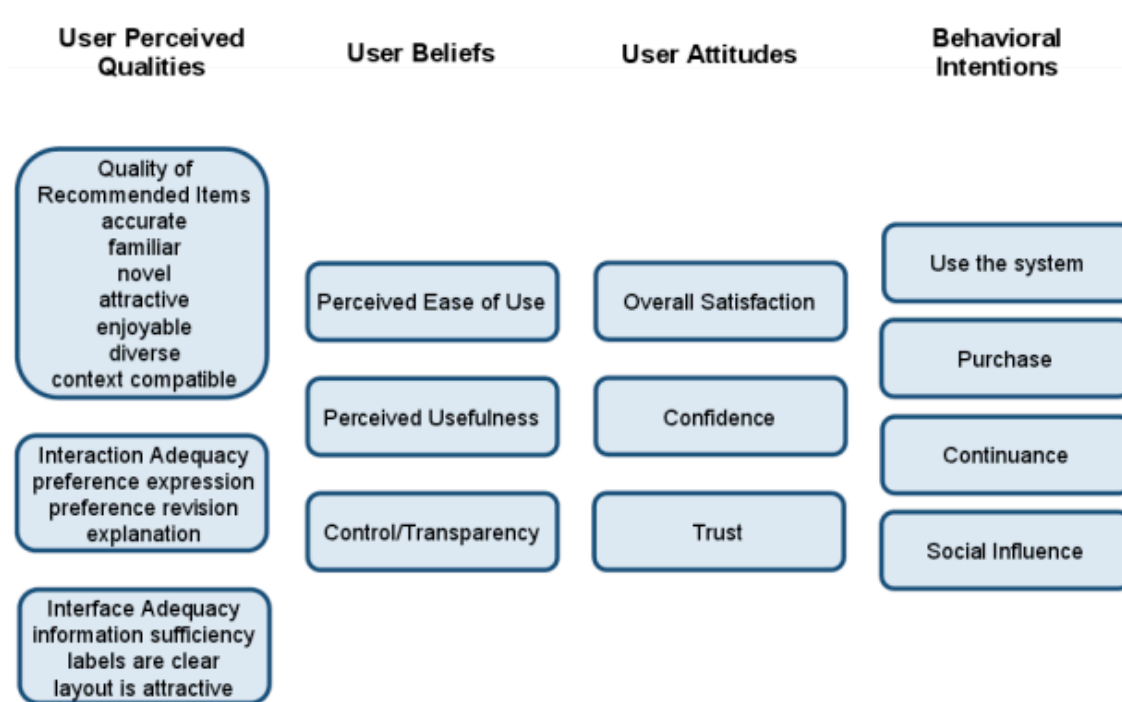 User Perceived
Qualities
User Beliefs
User Attitudes
Behavioral
Intentions
Quality of
Recommended Items
accurate
familiar
novel
attractive
enjoyable
diverse
context compatible
Interaction Adequacy
preference expression
preference revision
explanation
Interface Adequacy
information sufficiency
labels are clear
layout is attractive
Perceived Ease of Use
Perceived Usefulness
Control/Transparency
Overall Satisfaction
Confidence
Trust
Use the system
Purchase
Continuance
Social Influence